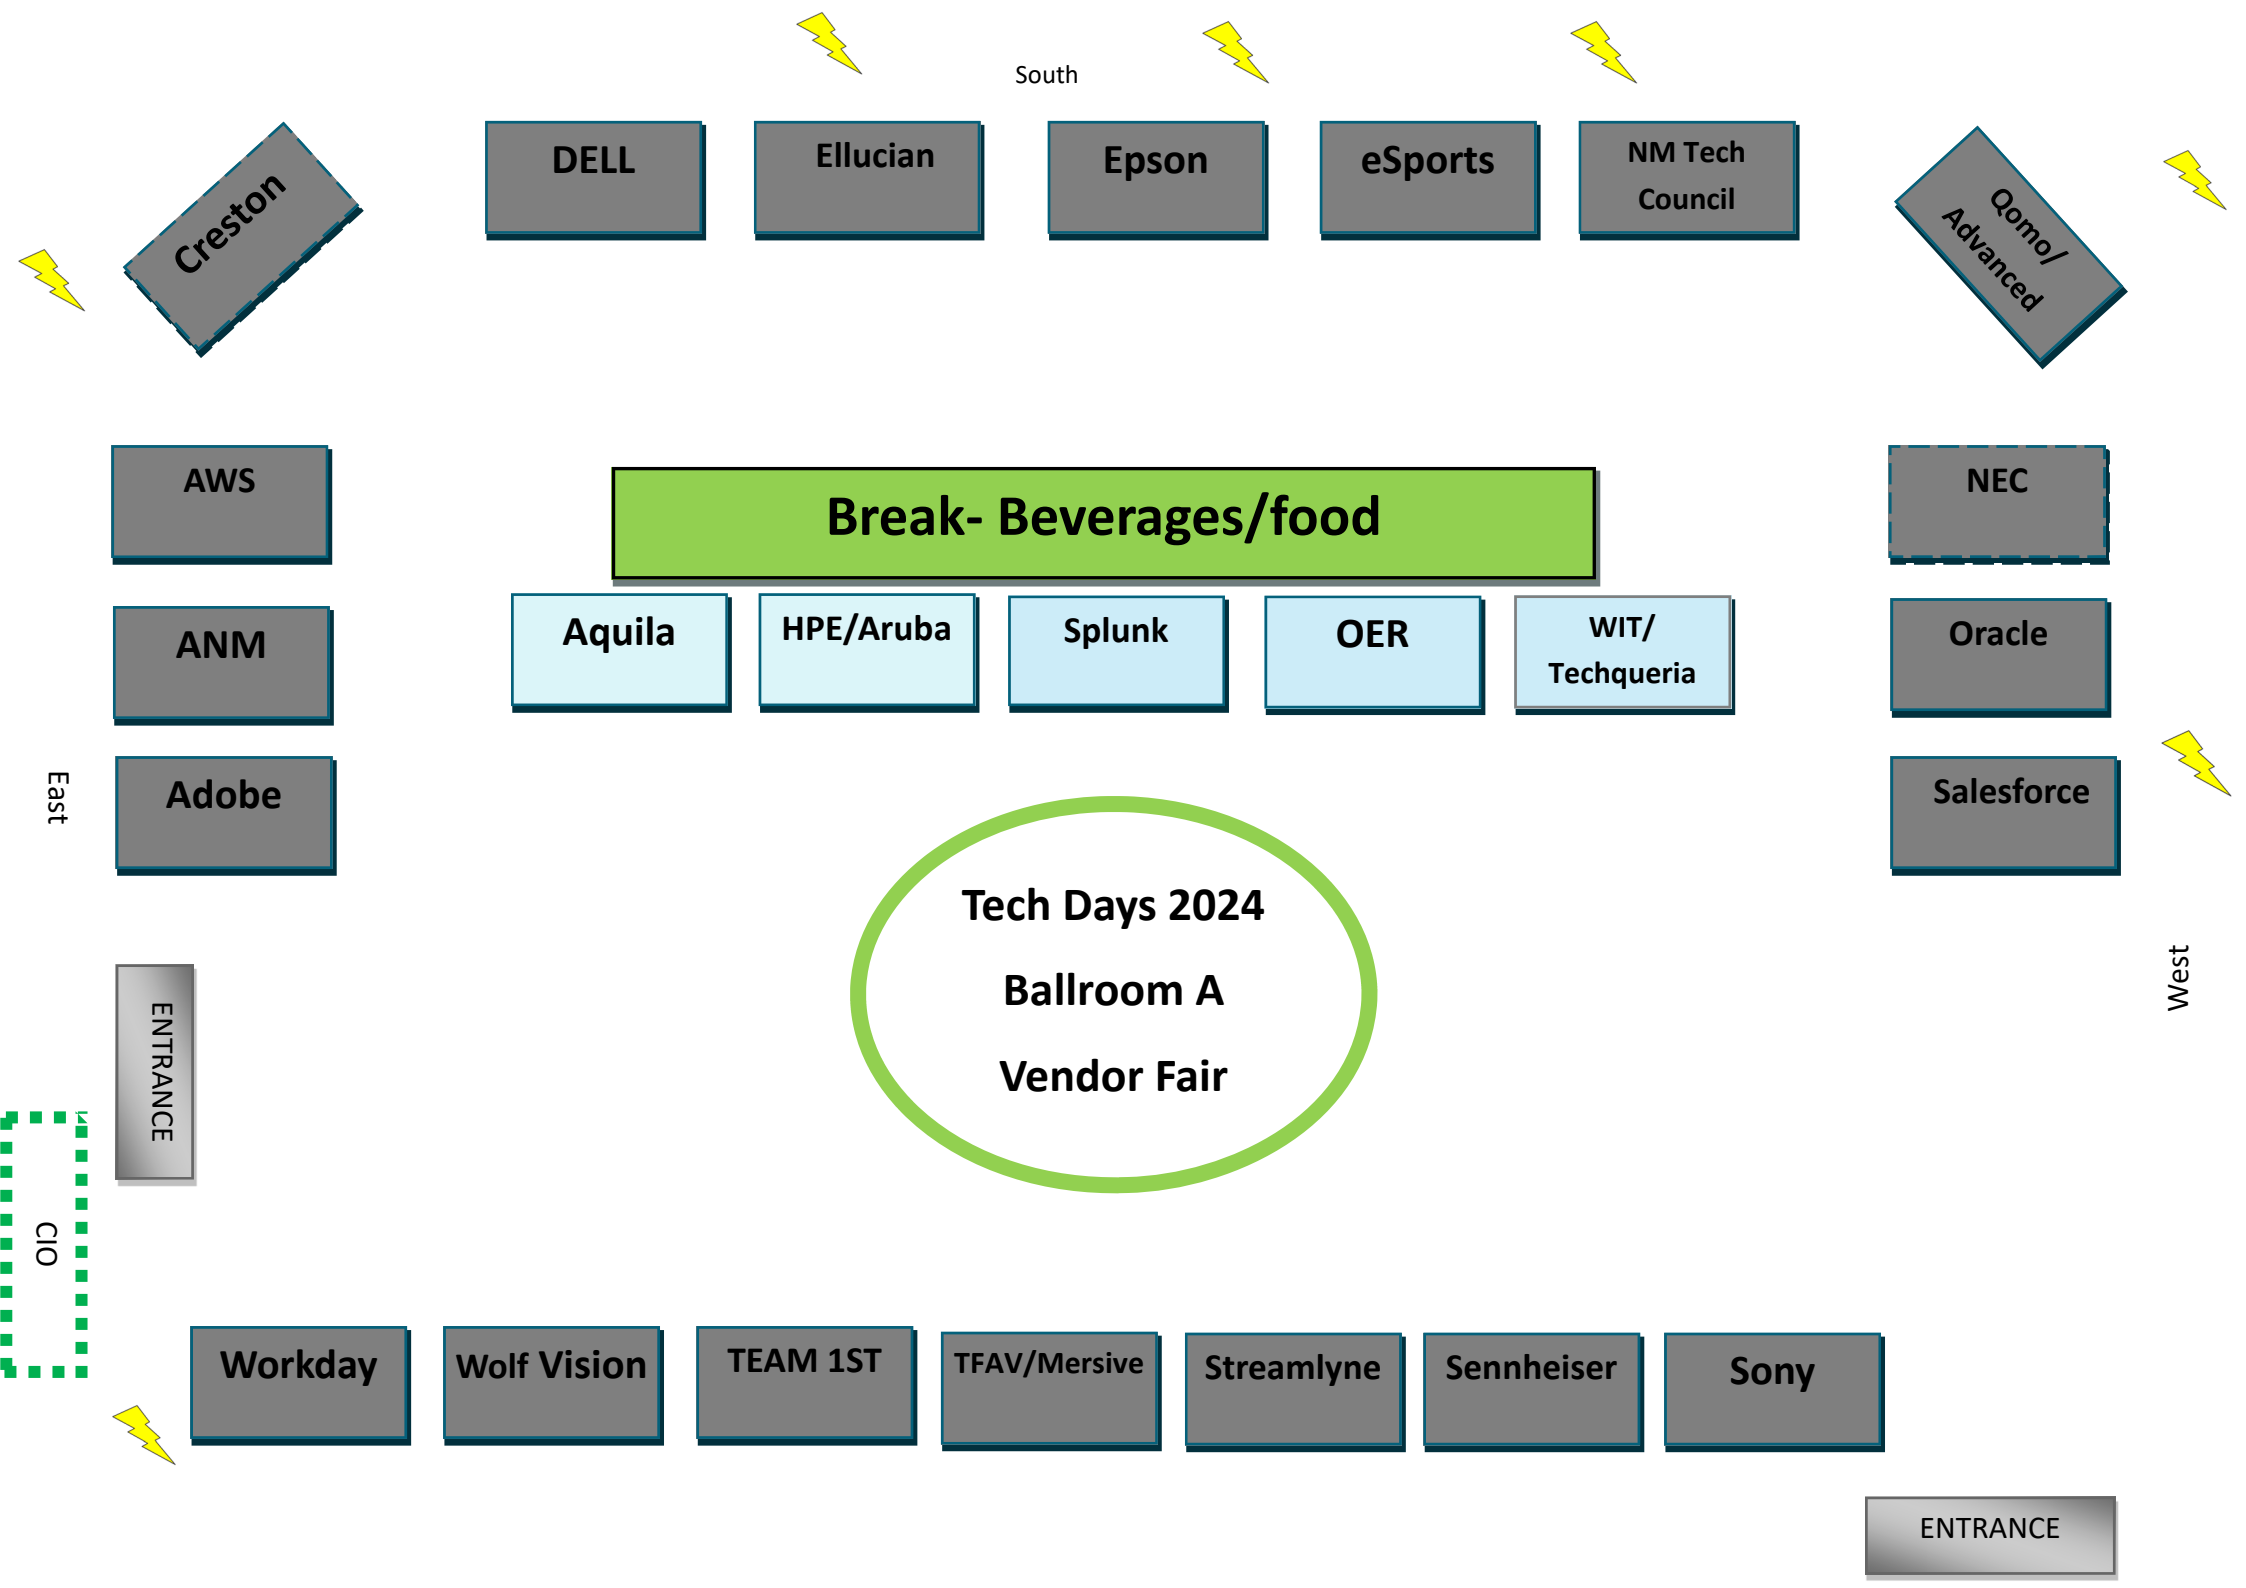 South
Creston
DELL
Ellucian
Epson
eSports
NM Tech
Council
Qomo/
Advanced
AWS
Break- Beverages/food
NEC
ANM
Aquila
HPE/Aruba
Splunk
OER
WIT/
Techqueria
Oracle
East
Adobe
Salesforce
Tech Days 2024
Ballroom A
Vendor Fair
West
ENTRANCE
CIO
Workday
Wolf Vision
TEAM 1ST
TFAV/Mersive
Streamlyne
Sennheiser
Sony
ENTRANCE